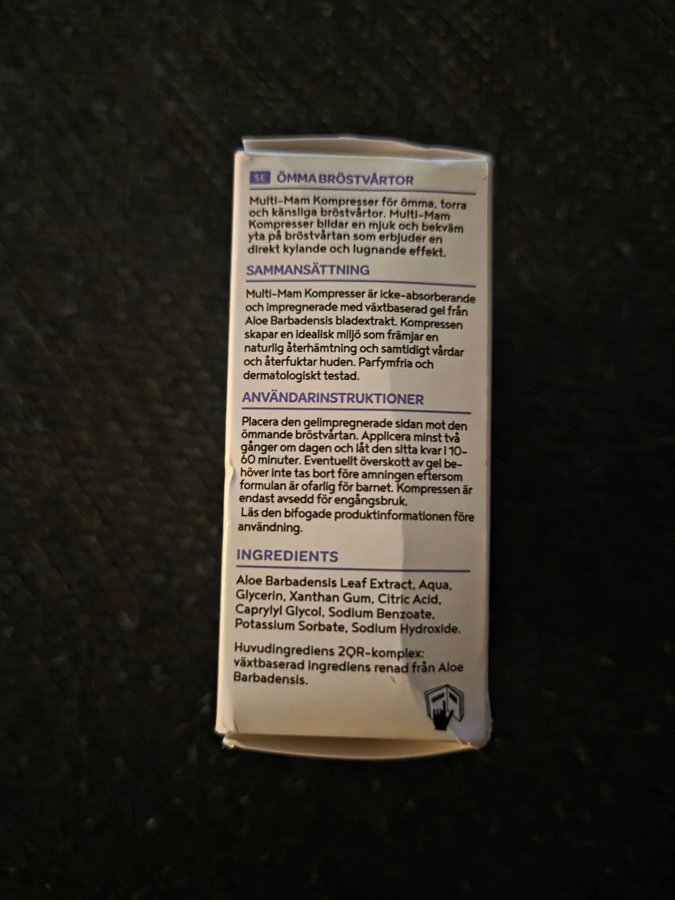 SE ÖMMA BRÖSTVÅRTOR
Multi-Mam Kompresser för ömma, torra
och känsliga bröstvårtor. Multi-Mam
Kompresser bildar en mjuk och bekväm
yta på bröstvårtan som erbjuder en
direkt kylande och lugnande effekt.
SAMMANSÄTTNING
Multi-Mam Kompresser är icke-absorberande
och impregnerade med växtbaserad gel från
Aloe Barbadensis bladextrakt. Kompressen
skapar en idealisk miljö som främjar en
naturlig återhämtning och samtidigt vårdar
och återfuktar huden. Parfymfria och
dermatologiskt testad.
ANVÄNDARINSTRUKTIONER
Placera den gelimpregnerade sidan mot den
ömmande bröstvårtan. Applicera minst två
gånger om dagen och låt den sitta kvar i 10-
60 minuter. Eventuellt överskott av gel be-
höver inte tas bort före amningen eftersom
formulan är ofarlig för barnet. Kompressen är
endast avsedd för engångsbruk.
Läs den bifogade produktinformationen före
användning.
INGREDIENTS
Aloe Barbadensis Leaf Extract, Aqua,
Glycerin, Xanthan Gum, Citric Acid,
Caprylyl Glycol, Sodium Benzoate,
Potassium Sorbate, Sodium Hydroxide.
Huvudingrediens 2QR-komplex:
växtbaserad ingrediens renad från Aloe
Barbadensis.